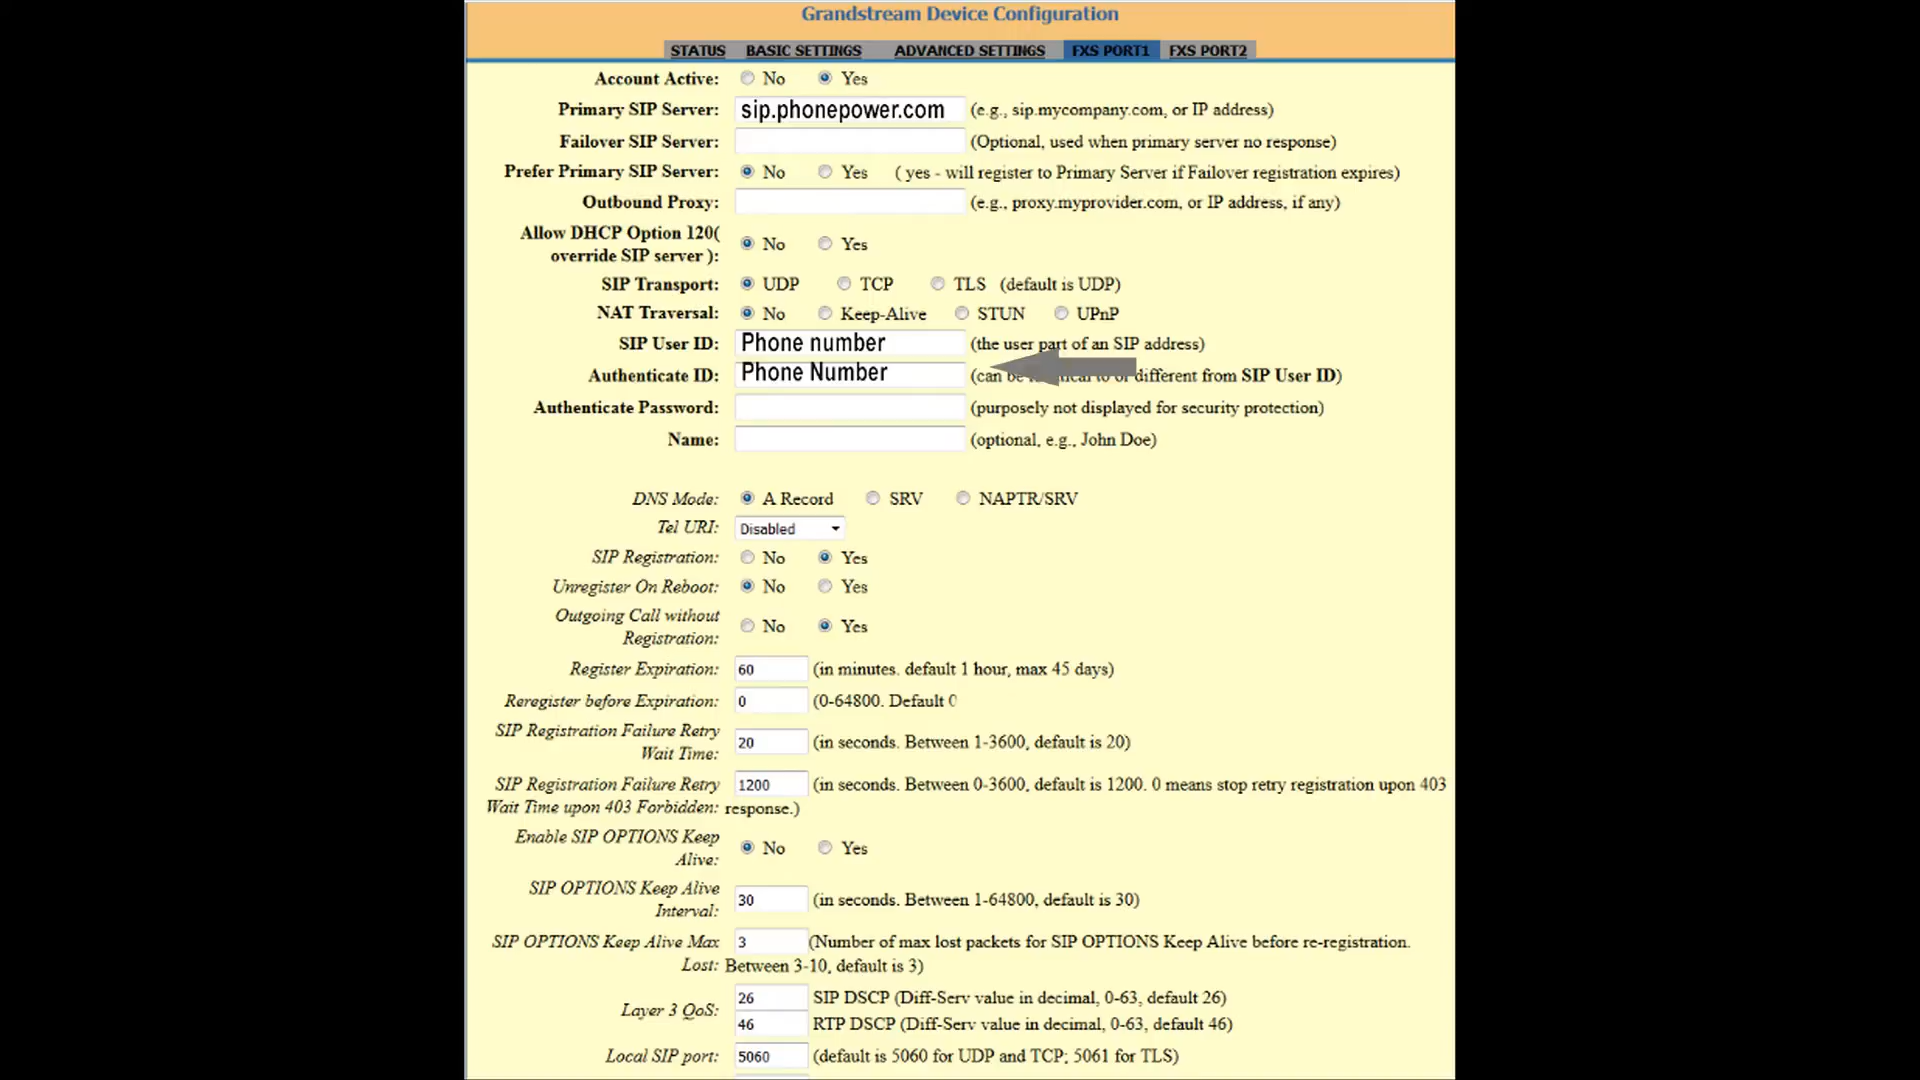 Grandstream Device Configuration
STATUS BASIC SETTINGS ADVANCED SETTINGS FXS PORT1 FXS PORT2
Account Active: No Yes
Primary SIP Server: sip.phonepower.com (e.g., sip.mycompany.com, or IP address)
Failover SIP Server: (Optional, used when primary server no response)
Prefer Primary SIP Server: No Yes ( yes - will register to Primary Server if Failover registration expires)
Outbound Proxy: (e.g., proxy.myprovider.com, or IP address, if any)
Allow DHCP Option 120(
override SIP server ): No Yes
SIP Transport: UDP TCP TLS (default is UDP)
NAT Traversal: No Keep-Alive STUN UPnP
SIP User ID: Phone number (the user part of an SIP address)
Authenticate ID: Phone Number (can be to or different from SIP User ID)
Authenticate Password: (purposely not displayed for security protection)
Name: (optional, e.g., John Doe)
DNS Mode: A Record SRV NAPTR/SRV
Tel URI: Disabled
SIP Registration: No Yes
Unregister On Reboot: No Yes
Outgoing Call without
Registration: No Yes
Register Expiration: 60 (in minutes. default 1 hour, max 45 days)
Reregister before Expiration: 0 (0-64800. Default 0
SIP Registration Failure Retry
Wait Time: 20 (in seconds. Between 1-3600, default is 20)
SIP Registration Failure Retry 1200 (in seconds. Between 0-3600, default is 1200. 0 means stop retry registration upon 403
Wait Time upon 403 Forbidden: response.)
Enable SIP OPTIONS Keep
Alive: No Yes
SIP OPTIONS Keep Alive
Interval: 30 (in seconds. Between 1-64800, default is 30)
SIP OPTIONS Keep Alive Max 3 (Number of max lost packets for SIP OPTIONS Keep Alive before re-registration.
Lost: Between 3-10, default is 3)
Layer 3 QoS: 26 SIP DSCP (Diff-Serv value in decimal, 0-63, default 26)
46 RTP DSCP (Diff-Serv value in decimal, 0-63, default 46)
Local SIP port: 5060 (default is 5060 for UDP and TCP; 5061 for TLS)